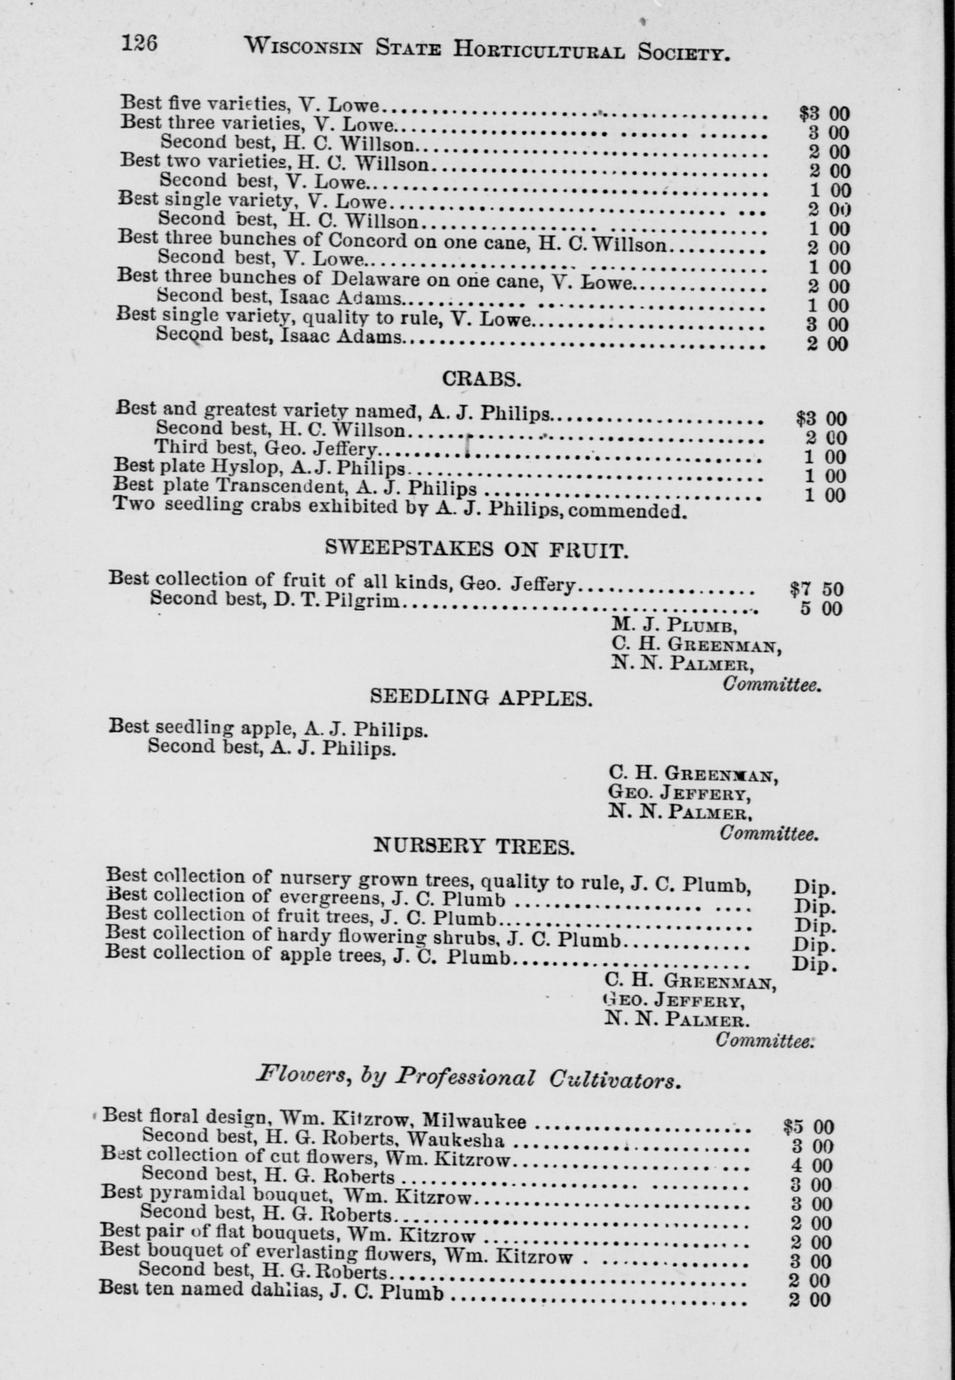 126 WISCONSIN STATE HORTICULTURAL SOCIETY.
Best five varieties, V. Lowe........................................ $3 00
Best three varieties, V. Lowe........................................ 3 00
Second best, H. C. Willson........................................ 2 00
Best two varieties, H. C. Willson........................................ 2 00
Second best, V. Lowe........................................ 1 00
Best single variety, V. Lowe........................................ 2 00
Second best, H. C. Willson........................................ 1 00
Best three bunches of Concord on one cane, H. C. Willson.......... 2 00
Second best, V. Lowe........................................ 1 00
Best three bunches of Delaware on one cane, V. Lowe.............. 2 00
Second best, Isaac Adams........................................ 1 00
Best single variety, quality to rule, V. Lowe........................ 3 00
Second best, Isaac Adams........................................ 2 00
CRABS.
Best and greatest variety named, A. J. Philips...................... $3 00
Second best, H. C. Willson........................................ 2 00
Third best, Geo. Jeffery........................................ 1 00
Best plate Hyslop, A. J. Philips........................................ 1 00
Best plate Transcendent, A. J. Philips ............................ 1 00
Two seedling crabs exhibited by A. J. Philips, commended.
SWEEPSTAKES ON FRUIT.
Best collection of fruit of all kinds, Geo. Jeffery................... $7 50
Second best, D. T. Pilgrim........................................ 5 00
M. J. PLUMB,
C. H. GREENMAN,
N. N. PALMER,
Committee.
SEEDLING APPLES.
Best seedling apple, A. J. Philips.
Second best, A. J. Philips.
C. H. GREENMAN,
GEO. JEFFERY,
N. N. PALMER,
Committee.
NURSERY TREES.
Best collection of nursery grown trees, quality to rule, J. C. Plumb, Dip.
Best collection of evergreens, J. C. Plumb ........................ Dip.
Best collection of fruit trees, J. C. Plumb.......................... Dip.
Best collection of hardy flowering shrubs, J. C. Plumb............. Dip.
Best collection of apple trees, J. C. Plumb........................ Dip.
C. H. GREENMAN,
GEO. JEFFERY,
N. N. PALMER.
Committee.
Flowers, by Professional Cultivators.
Best floral design, Wm. Kitzrow, Milwaukee ...................... $5 00
Second best, H. G. Roberts, Waukesha ........................ 3 00
Best collection of cut flowers, Wm. Kitzrow........................ 4 00
Second best, H. G. Roberts ................................... 3 00
Best pyramidal bouquet, Wm. Kitzrow............................ 3 00
Second best, H. G. Roberts.................................... 2 00
Best pair of flat bouquets, Wm. Kitzrow ........................... 2 00
Best bouquet of everlasting flowers, Wm. Kitzrow . ............... 3 00
Second best, H. G. Roberts.................................... 2 00
Best ten named dahlias, J. C. Plumb .............................. 2 00